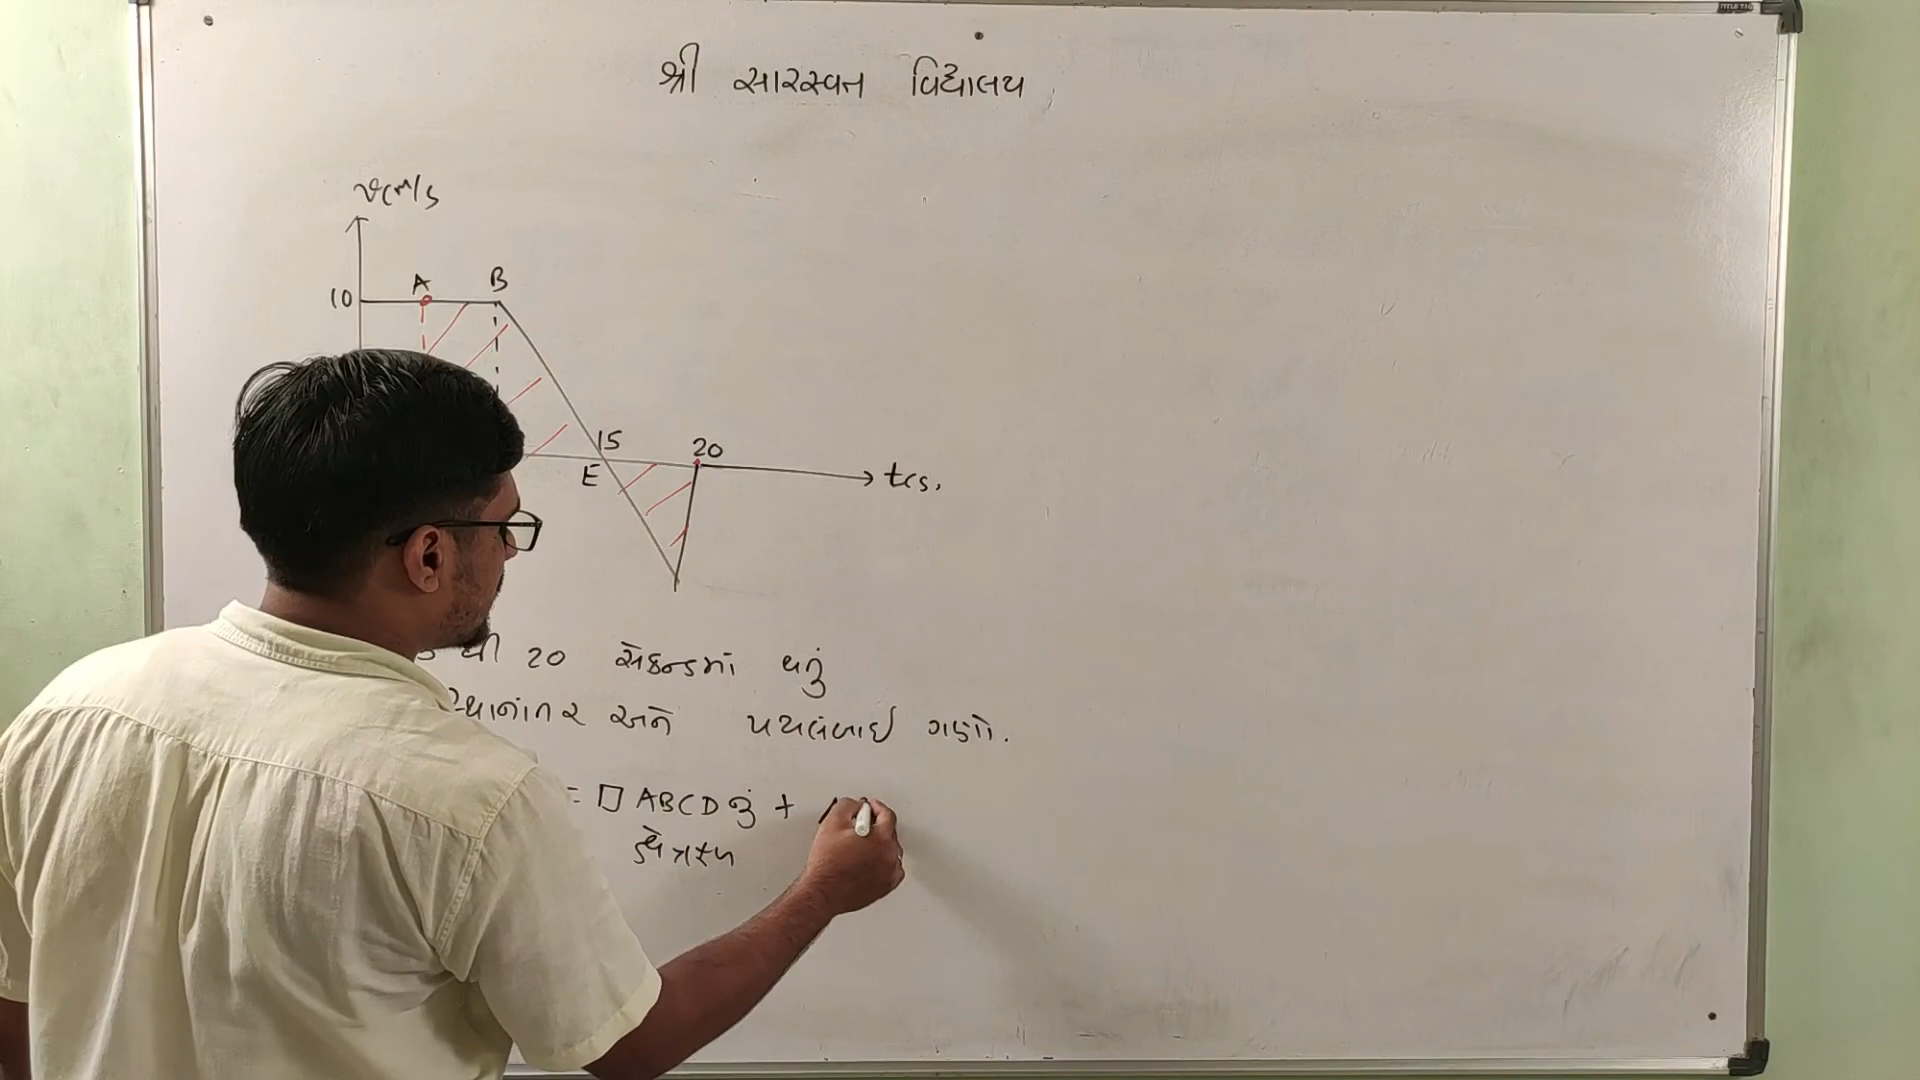 શ્રી સારસ્વત વિદ્યાલય
v(m/s
A B
10
15 20
E t(s,
થી 20 સેકન્ડમાં થતું
સ્થાનાંતર અને પથલંબાઈ ગણો.
= □ ABCD નું +
ક્ષેત્રફળ